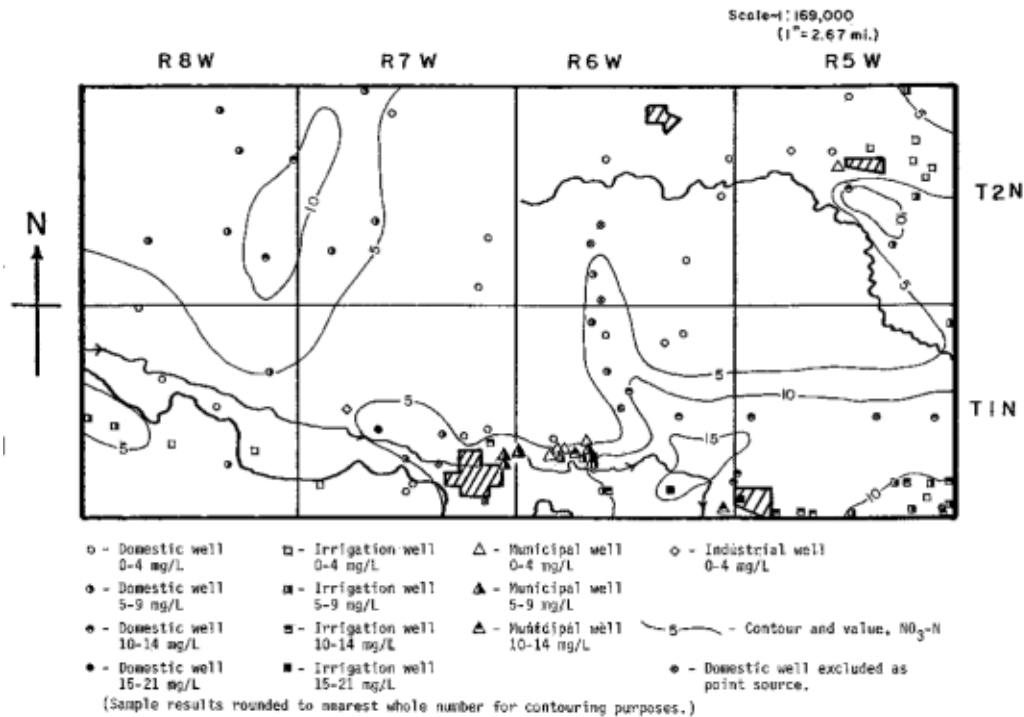 Scale-1:169,000
(1"=2.67 mi.)
R8W R7W R6W R5W
5
10
T2N
N
5
10
5
5
10
5
T1N
15
5
10
○ - Domestic well
0-4 mg/L
□ - Irrigation well
0-4 mg/L
△ - Municipal well
0-4 mg/L
◇ - Industrial well
0-4 mg/L
- Domestic well
5-9 mg/L
- Irrigation well
5-9 mg/L
- Municipal well
5-9 mg/L
- Domestic well
10-14 mg/L
- Irrigation well
10-14 mg/L
- Municipal well
10-14 mg/L
5 - Contour and value, NO₃-N
- Domestic well
15-21 mg/L
- Irrigation well
15-21 mg/L
- Domestic well excluded as
point source.
(Sample results rounded to nearest whole number for contouring purposes.)